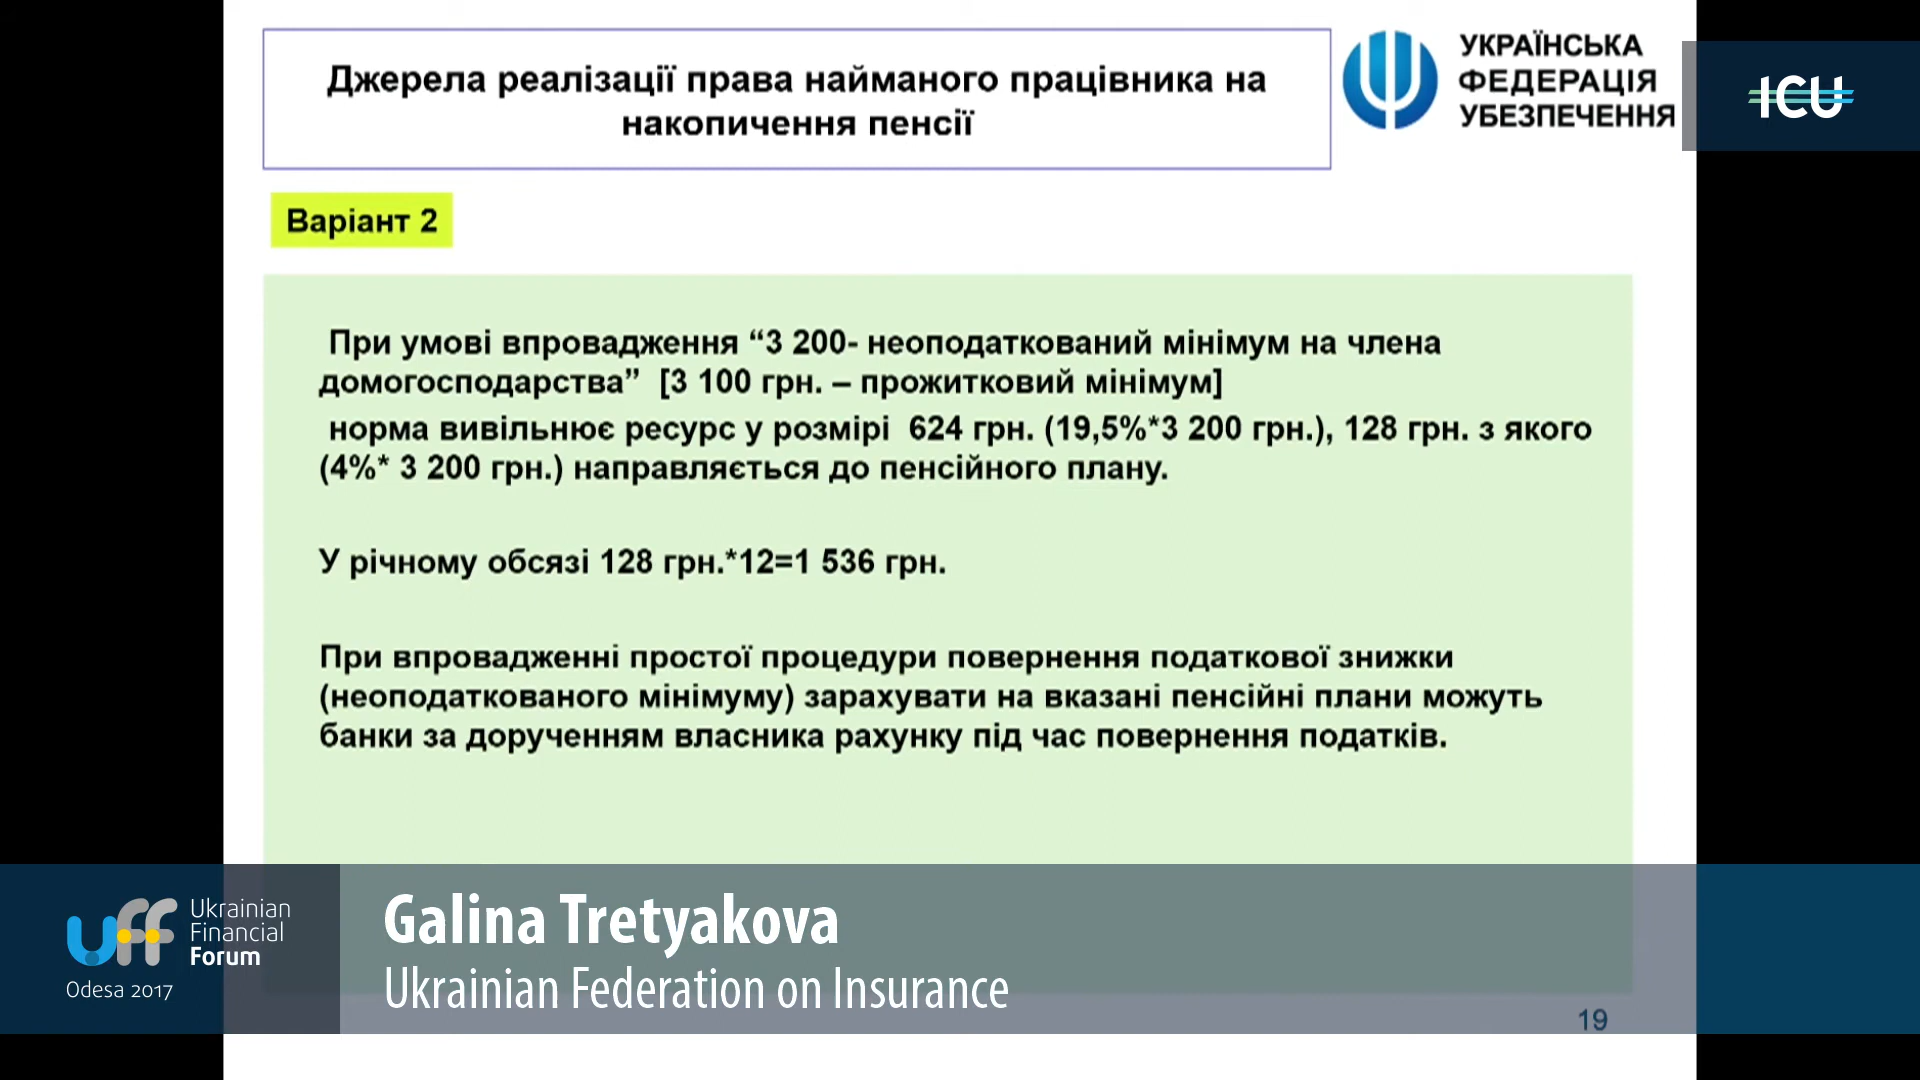 Джерела реалізації права найманого працівника на
накопичення пенсії
УКРАЇНСЬКА
ФЕДЕРАЦІЯ
УБЕЗПЕЧЕННЯ
ICU
Варіант 2
При умові впровадження “3 200- неоподаткований мінімум на члена
домогосподарства” [3 100 грн. – прожитковий мінімум]
норма вивільнює ресурс у розмірі 624 грн. (19,5%*3 200 грн.), 128 грн. з якого
(4%* 3 200 грн.) направляється до пенсійного плану.
У річному обсязі 128 грн.*12=1 536 грн.
При впровадженні простої процедури повернення податкової знижки
(неоподаткованого мінімуму) зарахувати на вказані пенсійні плани можуть
банки за дорученням власника рахунку під час повернення податків.
uff
Ukrainian
Financial
Forum
Odesa 2017
Galina Tretyakova
Ukrainian Federation on Insurance
19